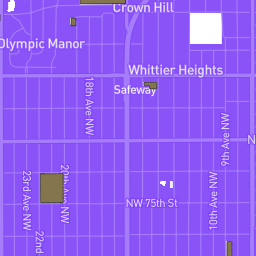 Crown Hill
Olympic Manor
Whittier Heights
Safeway
18th Ave NW
9th Ave NW
N
20th Ave NW
23rd Ave NW
10th Ave NW
NW 75th St
22nd